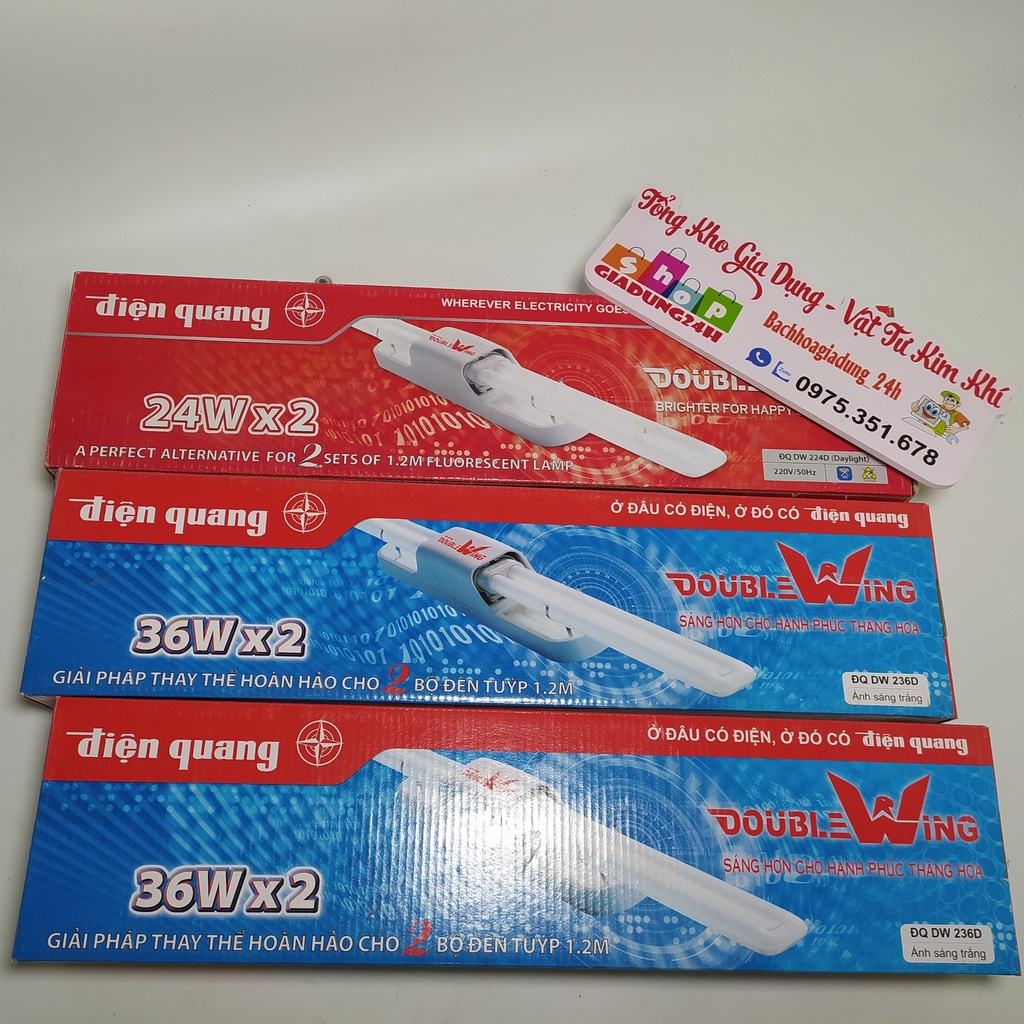 Tổng Kho Gia Dụng - Vật Tư Kim Khí
Shop
GIADUNG24H
Bachhoagiadung_24h
Zalo
0975.351.678
điện quang
WHEREVER ELECTRICITY GOES
DOUBLE WING
DOUBL
BRIGHTER FOR HAPPY
24W x 2
A PERFECT ALTERNATIVE FOR 2 SETS OF 1.2M FLUORESCENT LAMP
ĐQ DW 224D (Daylight)
220V/50Hz
điện quang
Ở ĐÂU CÓ ĐIỆN, Ở ĐÓ CÓ điện quang
DOUBLE WING
DOUBLE WING
SÁNG HƠN CHO HẠNH PHÚC THĂNG HOA
36W x 2
GIẢI PHÁP THAY THẾ HOÀN HẢO CHO 2 BỘ ĐÈN TUÝP 1.2M
ĐQ DW 236D
Ánh sáng trắng
điện quang
Ở ĐÂU CÓ ĐIỆN, Ở ĐÓ CÓ điện quang
DOUBLE WING
SÁNG HƠN CHO HẠNH PHÚC THĂNG HOA
36W x 2
GIẢI PHÁP THAY THẾ HOÀN HẢO CHO 2 BỘ ĐÈN TUÝP 1.2M
ĐQ DW 236D
Ánh sáng trắng